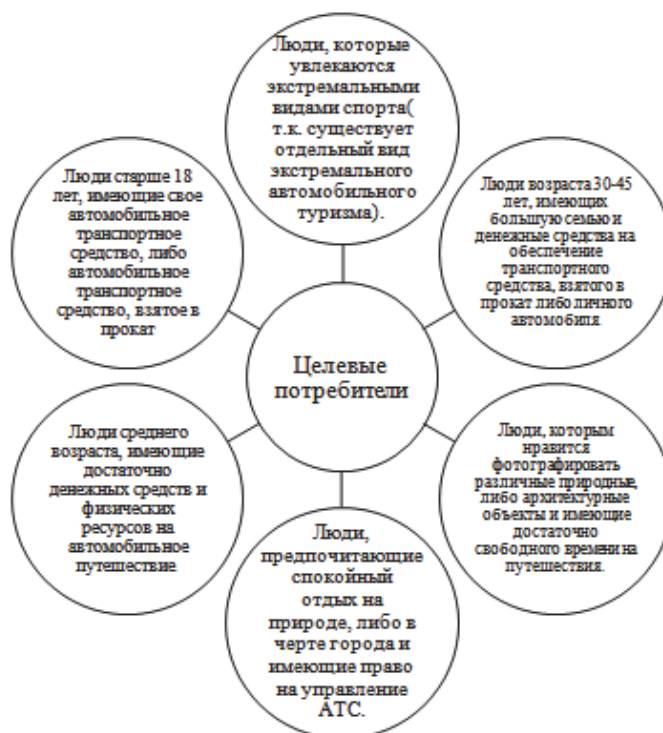 Люди, которые
увлекаются
экстремальными
видами спорта(
т.к. существует
отдельный вид
экстремального
автомобильного
туризма).
Люди возраста 30-45
лет, имеющих
большую семью и
денежные средства на
обеспечение
транспортного
средства, взятого в
прокат либо личного
автомобиля
Люди, которым
нравится
фотографировать
различные природные,
либо архитектурные
объекты и имеющие
достаточно
свободного времени на
путешествия.
Люди,
предпочитающие
спокойный
отдых на
природе, либо в
черте города и
имеющие право
на управление
АТС.
Люди среднего
возраста, имеющие
достаточно
денежных средств и
физических
ресурсов на
автомобильное
путешествие
Люди старше 18
лет, имеющие свое
автомобильное
транспортное
средство, либо
автомобильное
транспортное
средство, взятое в
прокат
Целевые
потребители